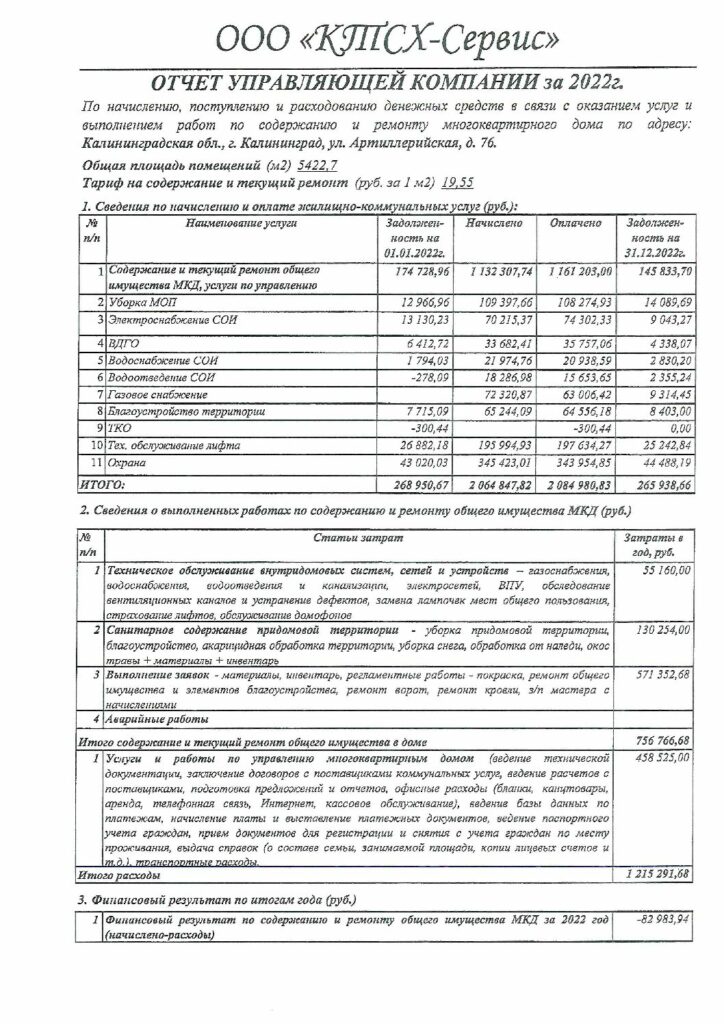 ООО «КТСХ-Сервис»
ОТЧЕТ УПРАВЛЯЮЩЕЙ КОМПАНИИ за 2022г.
По начислению, поступлению и расходованию денежных средств в связи с оказанием услуг и
выполнением работ по содержанию и ремонту многоквартирного дома по адресу:
Калининградская обл., г. Калининград, ул. Артиллерийская, д. 76.
Общая площадь помещений (м2) 5422,7
Тариф на содержание и текущий ремонт (руб. за 1 м2) 19,55
1. Сведения по начислению и оплате жилищно-коммунальных услуг (руб.):
№ п/п Наименование услуги Задолжен-ность на 01.01.2022г. Начислено Оплачено Задолжен-ность на 31.12.2022г.
1 Содержание и текущий ремонт общего имущества МКД, услуги по управлению 174 728,96 1 132 307,74 1 161 203,00 145 833,70
2 Уборка МОП 12 966,96 109 397,66 108 274,93 14 089,69
3 Электроснабжение СОИ 13 130,23 70 215,37 74 302,33 9 043,27
4 ВДГО 6 412,72 33 682,41 35 757,06 4 338,07
5 Водоснабжение СОИ 1 794,03 21 974,76 20 938,59 2 830,20
6 Водоотведение СОИ -278,09 18 286,98 15 653,65 2 355,24
7 Газовое снабжение 72 320,87 63 006,42 9 314,45
8 Благоустройство территории 7 715,09 65 244,09 64 556,18 8 403,00
9 ТКО -300,44 -300,44 0,00
10 Тех. обслуживание лифта 26 882,18 195 994,93 197 634,27 25 242,84
11 Охрана 43 020,03 345 423,01 343 954,85 44 488,19
ИТОГО: 268 950,67 2 064 847,82 2 084 980,83 265 938,66
2. Сведения о выполненных работах по содержанию и ремонту общего имущества МКД (руб.)
№ п/п Статьи затрат Затраты в год, руб.
1 Техническое обслуживание внутридомовых систем, сетей и устройств – газоснабжения, 55 160,00
водоснабжения, водоотведения и канализации, электросетей, ВПУ, обследование
вентиляционных каналов и устранение дефектов, замена лампочек мест общего пользования,
страхование лифтов, обслуживание домофонов
2 Санитарное содержание придомовой территории - уборка придомовой территории, 130 254,00
благоустройство, акарицидная обработка территории, уборка снега, обработка от наледи, окос
травы + материалы + инвентарь
3 Выполнение заявок - материалы, инвентарь, регламентные работы - покраска, ремонт общего 571 352,68
имущества и элементов благоустройства, ремонт ворот, ремонт кровли, з/п мастера с
начислениями
4 Аварийные работы
Итого содержание и текущий ремонт общего имущества в доме 756 766,68
1 Услуги и работы по управлению многоквартирным домом (ведение технической 458 525,00
документации, заключение договоров с поставщиками коммунальных услуг, ведение расчетов с
поставщиками, подготовка предложений и отчетов, офисные расходы (бланки, канцтовары,
аренда, телефонная связь, Интернет, кассовое обслуживание), ведение базы данных по
платежам, начисление платы и выставление платежных документов, ведение паспортного
учета граждан, прием документов для регистрации и снятия с учета граждан по месту
проживания, выдача справок (о составе семьи, занимаемой площади, копии лицевых счетов и
т.д.), транспортные расходы.
Итого расходы 1 215 291,68
3. Финансовый результат по итогам года (руб.)
1 Финансовый результат по содержанию и ремонту общего имущества МКД за 2022 год -82 983,94
(начислено-расходы)